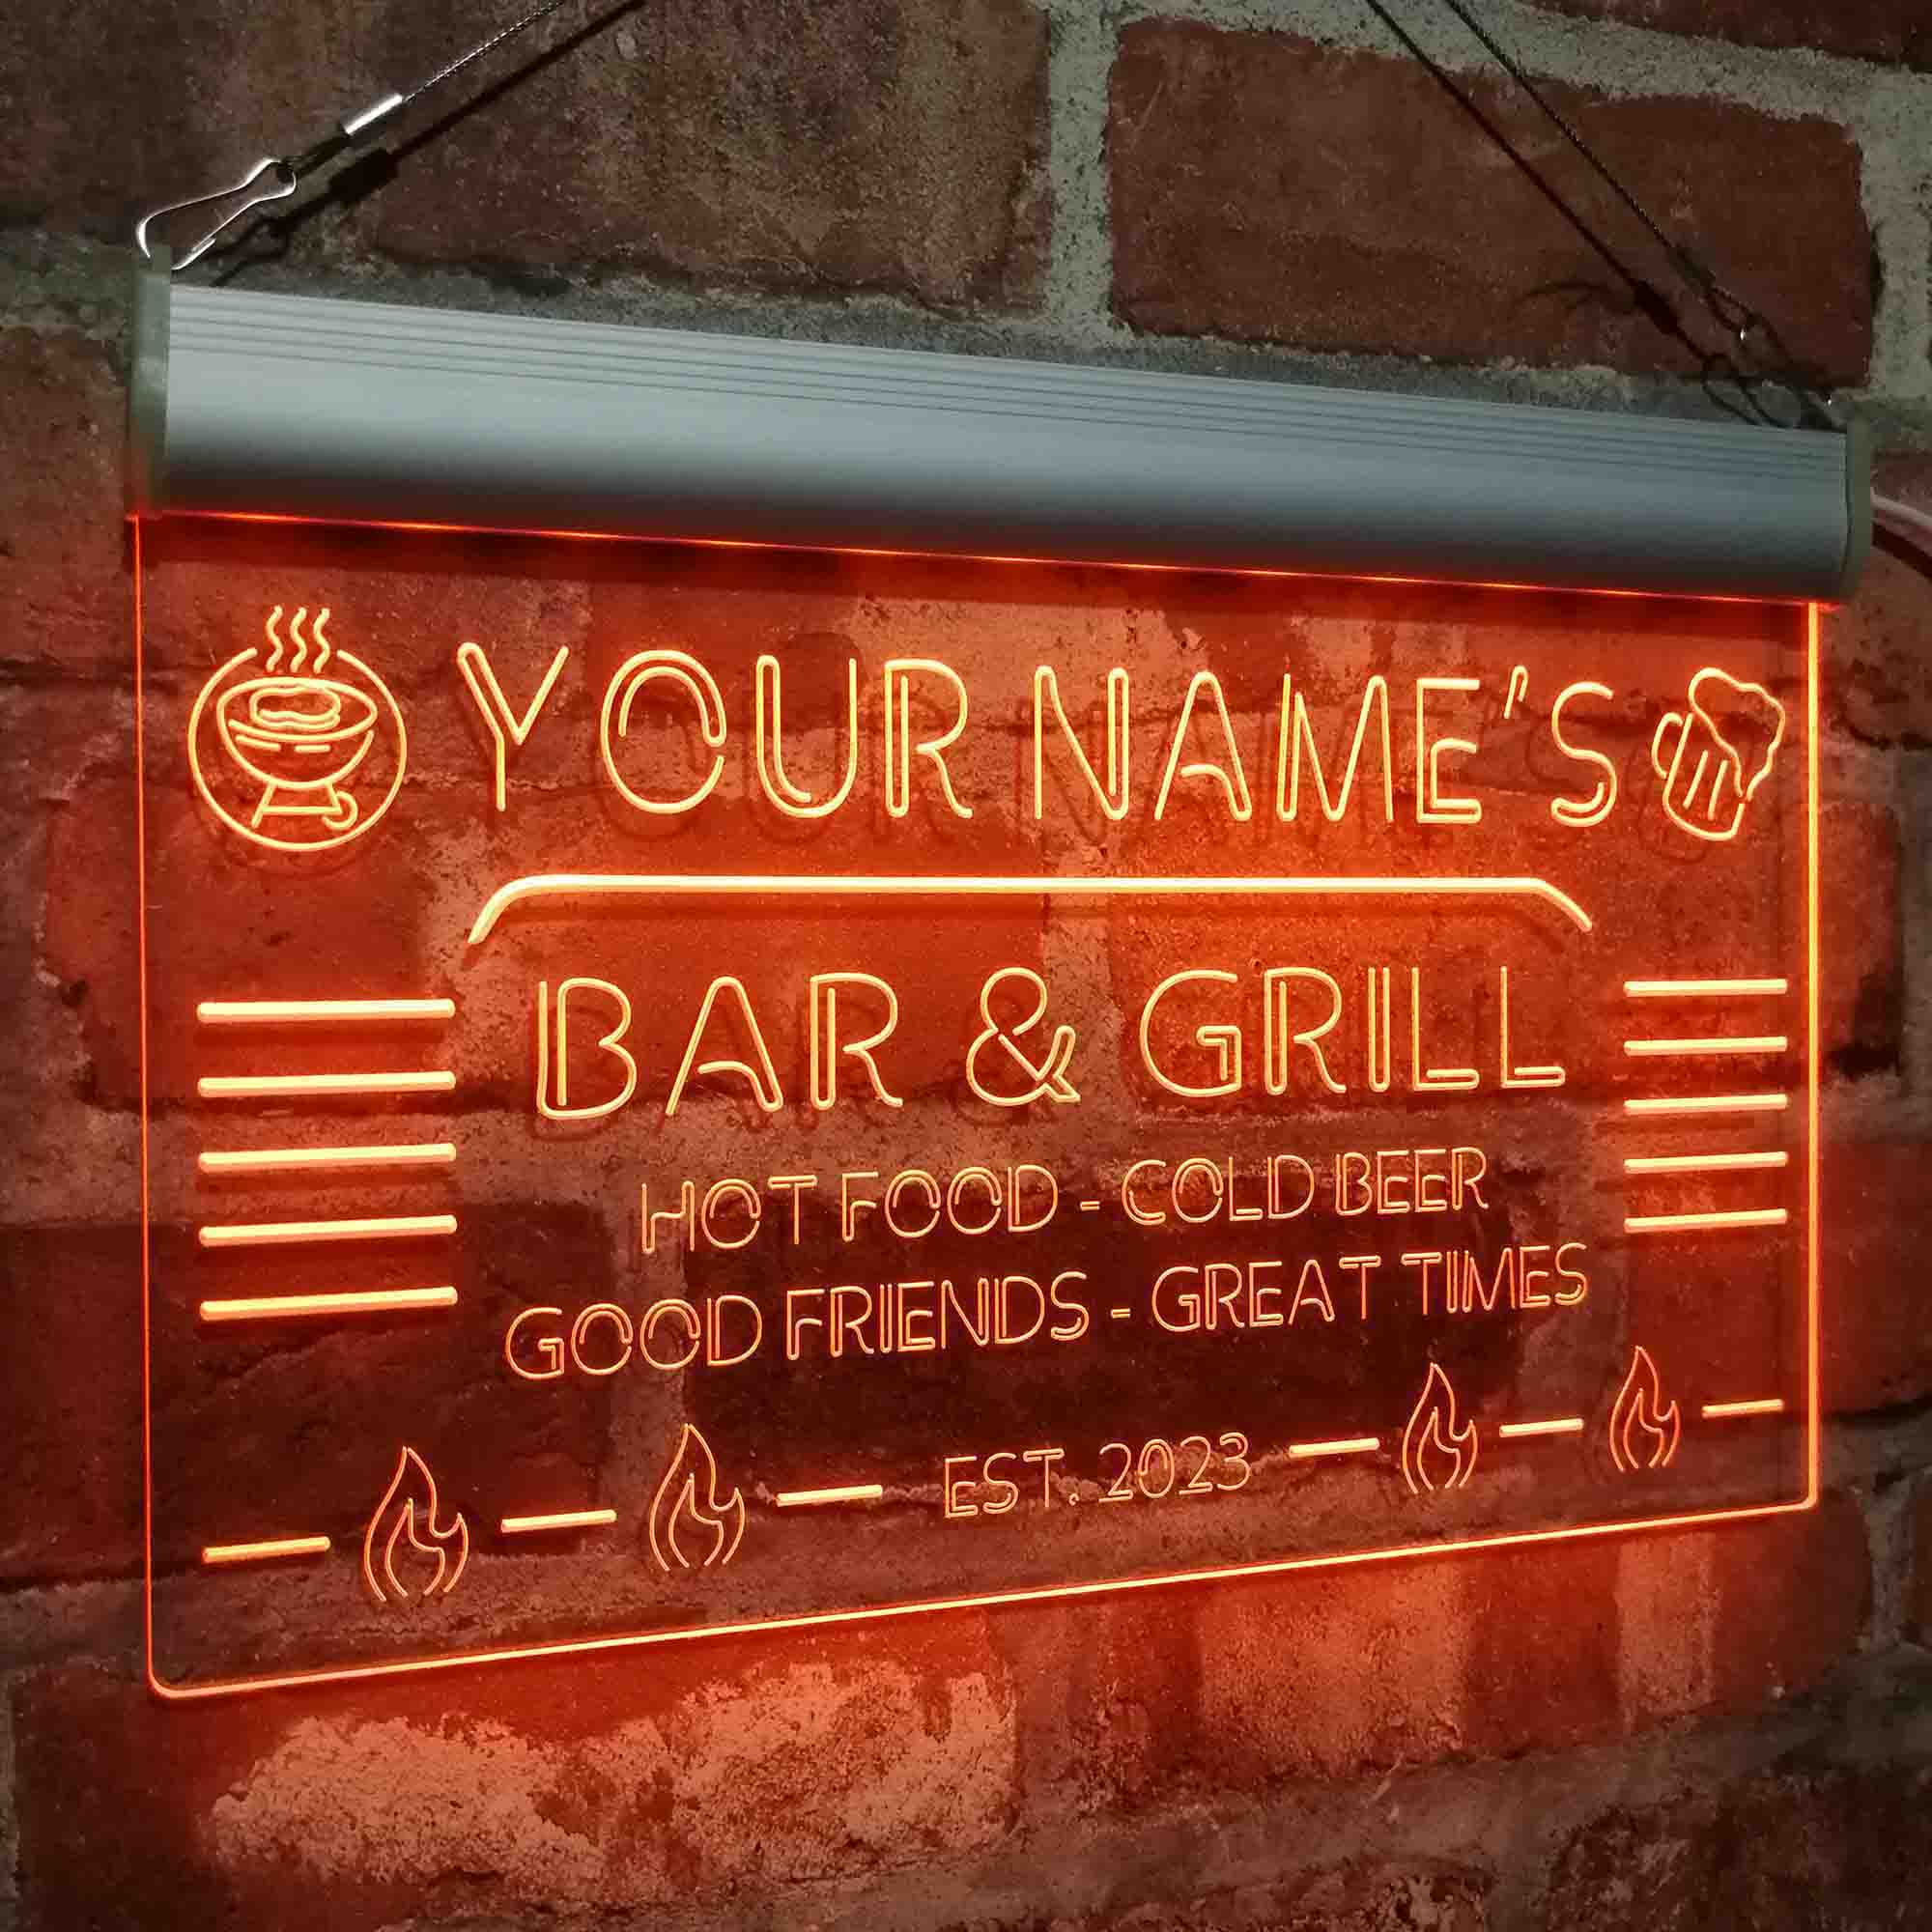 YOUR NAME'S
BAR & GRILL
HOT FOOD - COLD BEER
GOOD FRIENDS - GREAT TIMES
EST. 2023